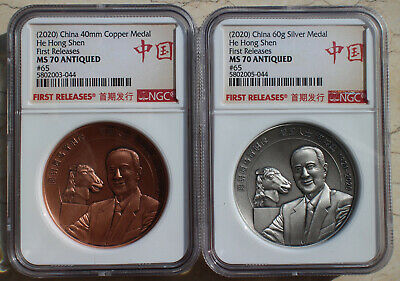 (2020) China 40mm Copper Medal
He Hong Shen
First Releases
MS 70 ANTIQUED
#65
5802003-044
中国
FIRST RELEASES® 首期发行
NGC®
(2020) China 60g Silver Medal
He Hong Shen
First Releases
MS 70 ANTIQUED
#65
5802005-044
中国
FIRST RELEASES® 首期发行
NGC®